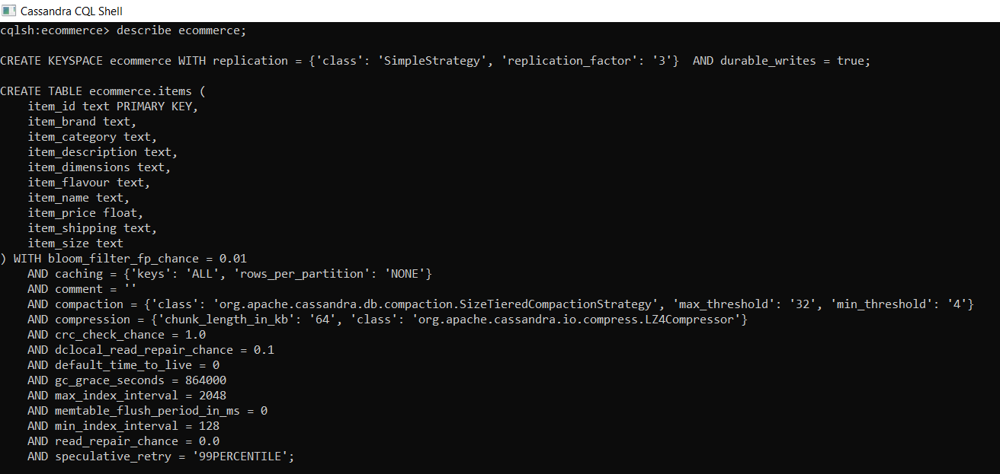 Cassandra CQL Shell
cqlsh:ecommerce> describe ecommerce;
CREATE KEYSPACE ecommerce WITH replication = {'class': 'SimpleStrategy', 'replication_factor': '3'}  AND durable_writes = true;
CREATE TABLE ecommerce.items (
    item_id text PRIMARY KEY,
    item_brand text,
    item_category text,
    item_description text,
    item_dimensions text,
    item_flavour text,
    item_name text,
    item_price float,
    item_shipping text,
    item_size text
) WITH bloom_filter_fp_chance = 0.01
    AND caching = {'keys': 'ALL', 'rows_per_partition': 'NONE'}
    AND comment = ''
    AND compaction = {'class': 'org.apache.cassandra.db.compaction.SizeTieredCompactionStrategy', 'max_threshold': '32', 'min_threshold': '4'}
    AND compression = {'chunk_length_in_kb': '64', 'class': 'org.apache.cassandra.io.compress.LZ4Compressor'}
    AND crc_check_chance = 1.0
    AND dclocal_read_repair_chance = 0.1
    AND default_time_to_live = 0
    AND gc_grace_seconds = 864000
    AND max_index_interval = 2048
    AND memtable_flush_period_in_ms = 0
    AND min_index_interval = 128
    AND read_repair_chance = 0.0
    AND speculative_retry = '99PERCENTILE';